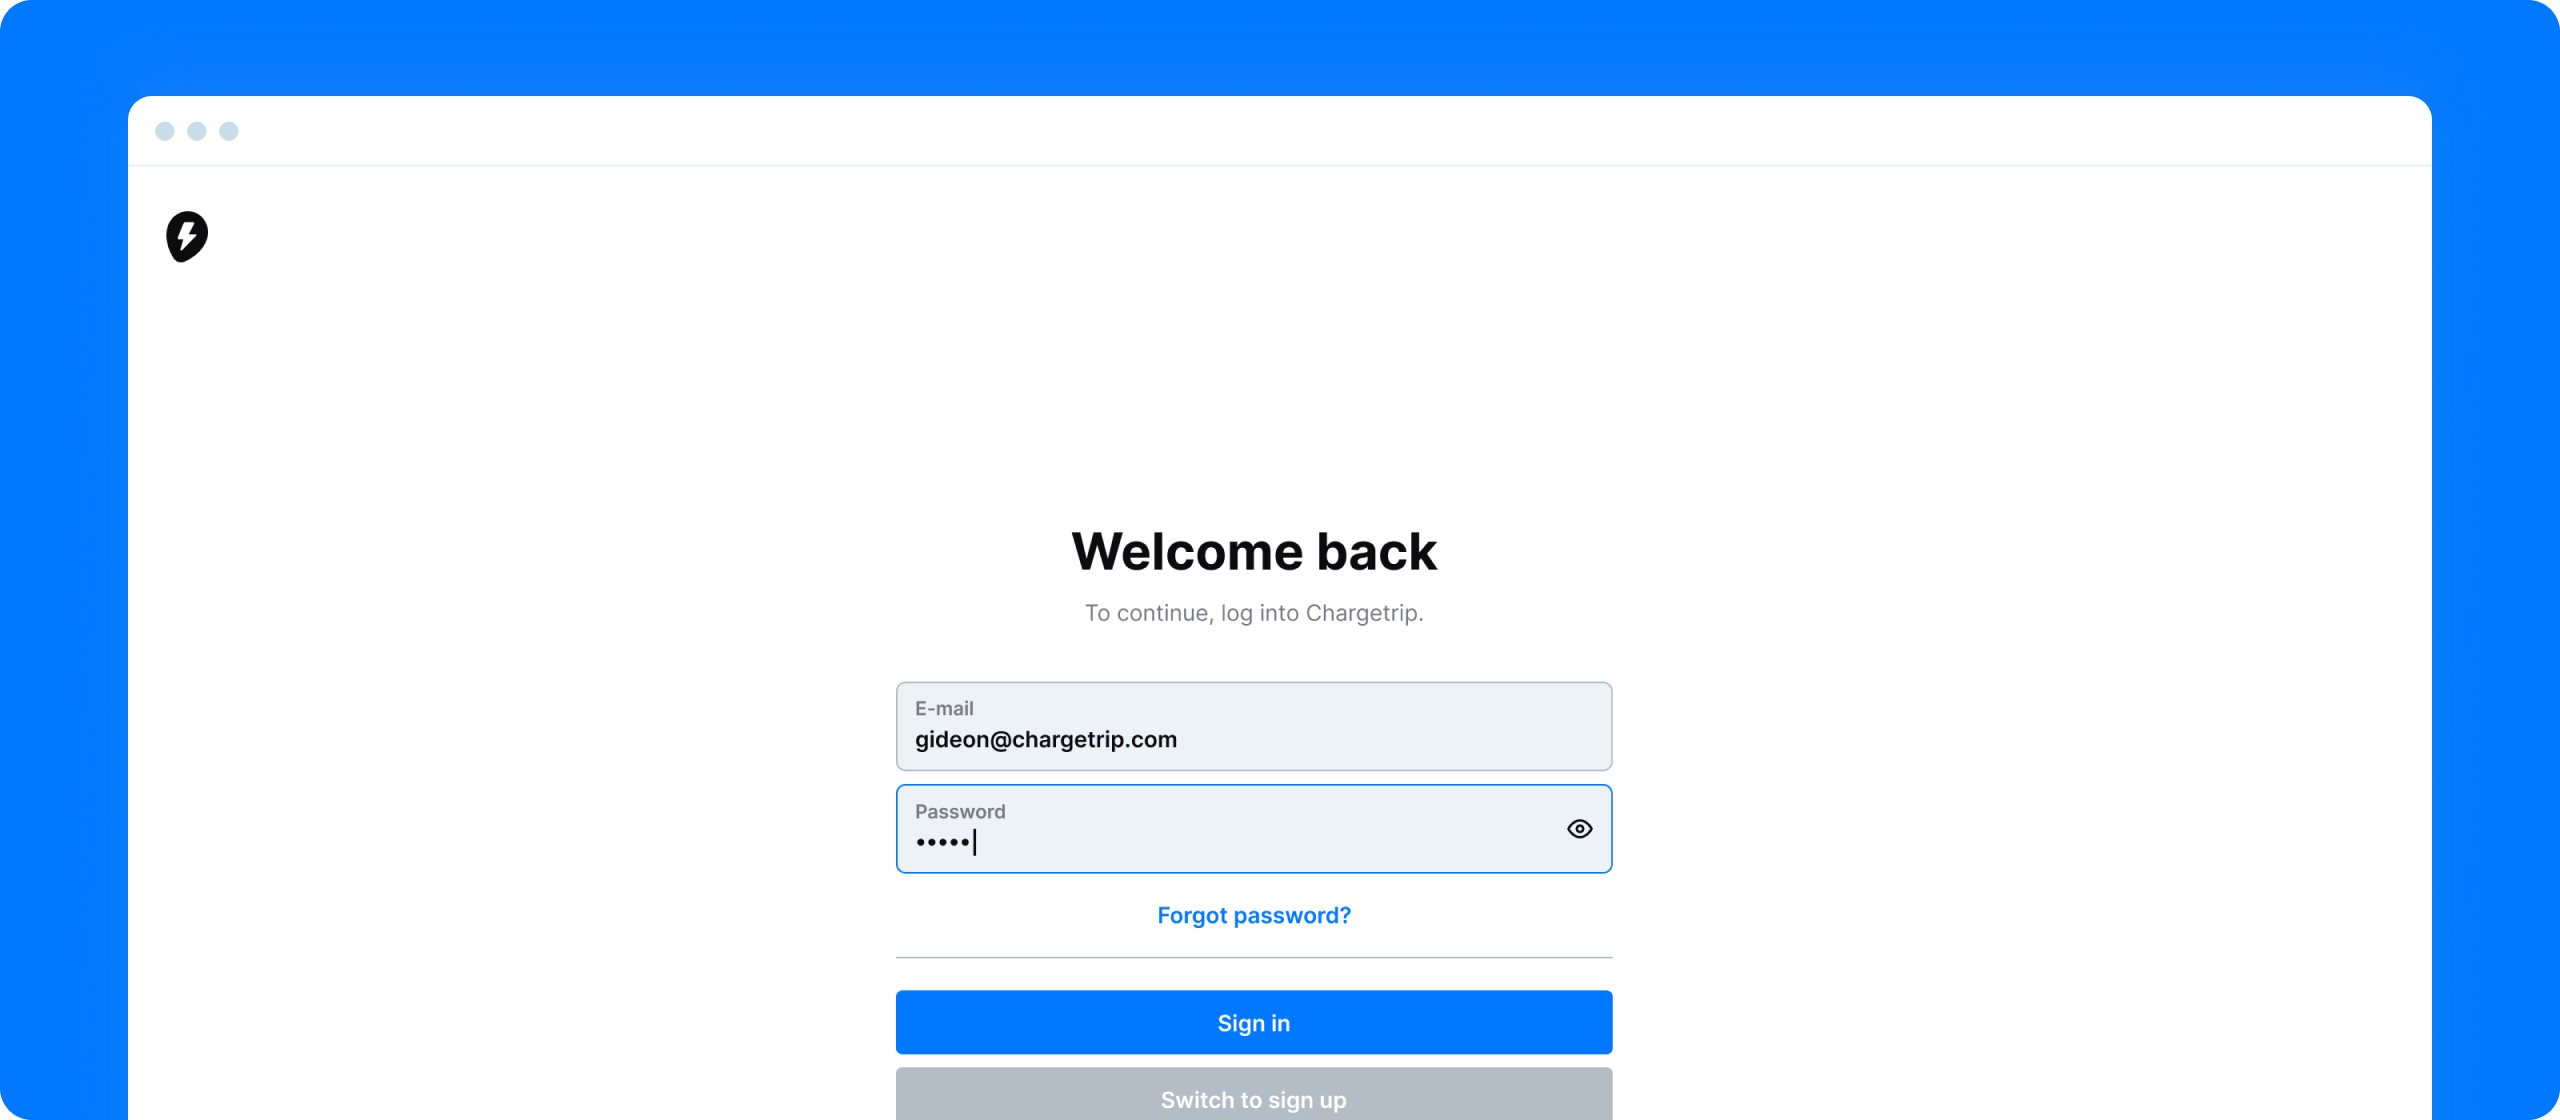 Welcome back
To continue, log into Chargetrip.
E-mail
gideon@chargetrip.com
Password
•••••
Forgot password?
Sign in
Switch to sign up